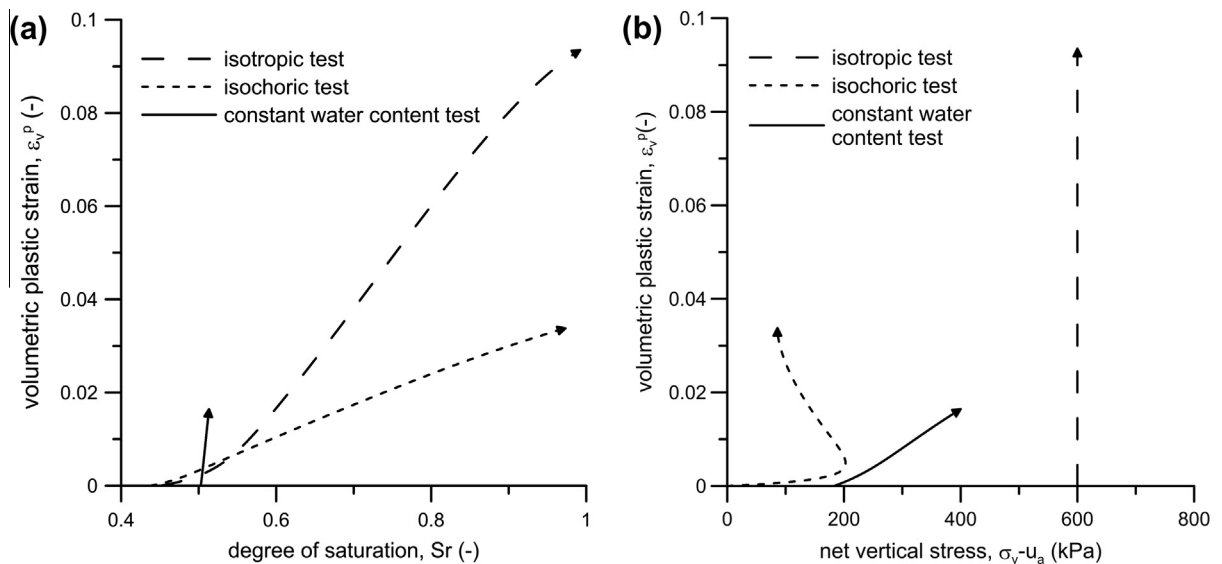 (a)
0.1
isotropic test
isochoric test
constant water content test
0.08
0.06
0.04
0.02
0
volumetric plastic strain, εᵥᵖ (-)
0.4
0.6
0.8
1
degree of saturation, Sr (-)
(b)
0.1
isotropic test
isochoric test
constant water
content test
0.08
0.06
0.04
0.02
0
volumetric plastic strain, εᵥᵖ(-)
0
200
400
600
800
net vertical stress, σᵥ-uₐ (kPa)